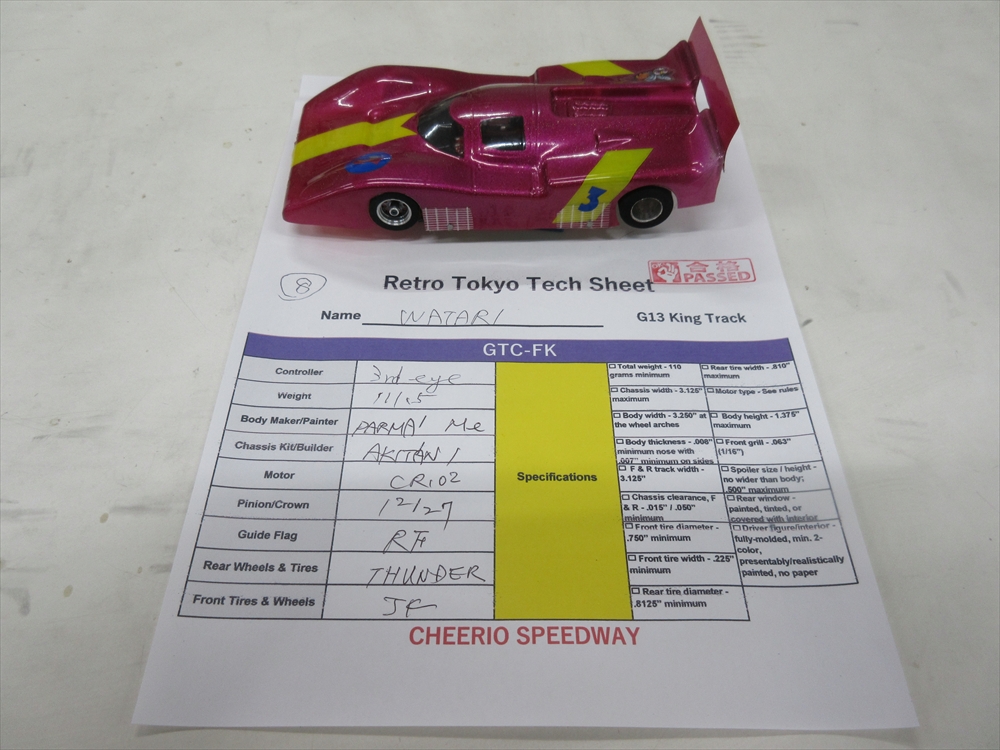 3
合格
PASSED
8
Retro Tokyo Tech Sheet
Name WATARI
G13 King Track
GTC-FK
Controller 3rd eye
Weight 111.5
Body Maker/Painter PARMA / Me
Chassis Kit/Builder AKITANI
Motor CR102
Pinion/Crown 12/27
Guide Flag RF
Rear Wheels & Tires THUNDER
Front Tires & Wheels JK
Specifications
Total weight - 110
grams minimum
Rear tire width - .810"
maximum
Chassis width - 3.125"
maximum
Motor type - See rules
Body width - 3.250" at
the wheel arches
Body height - 1.375"
maximum
Body thickness - .008"
minimum nose with
.007" minimum on sides
Front grill - .063"
(1/16")
F & R track width -
3.125"
Spoiler size / height -
no wider than body;
.500" maximum
Chassis clearance, F
& R - .015" / .050"
minimum
Rear window -
painted, tinted, or
covered with interior
Front tire diameter -
.750" minimum
Driver figure/interior -
fully-molded, min. 2-
color,
presentably/realistically
painted, no paper
Front tire width - .225"
minimum
Rear tire diameter -
.8125" minimum
CHEERIO SPEEDWAY